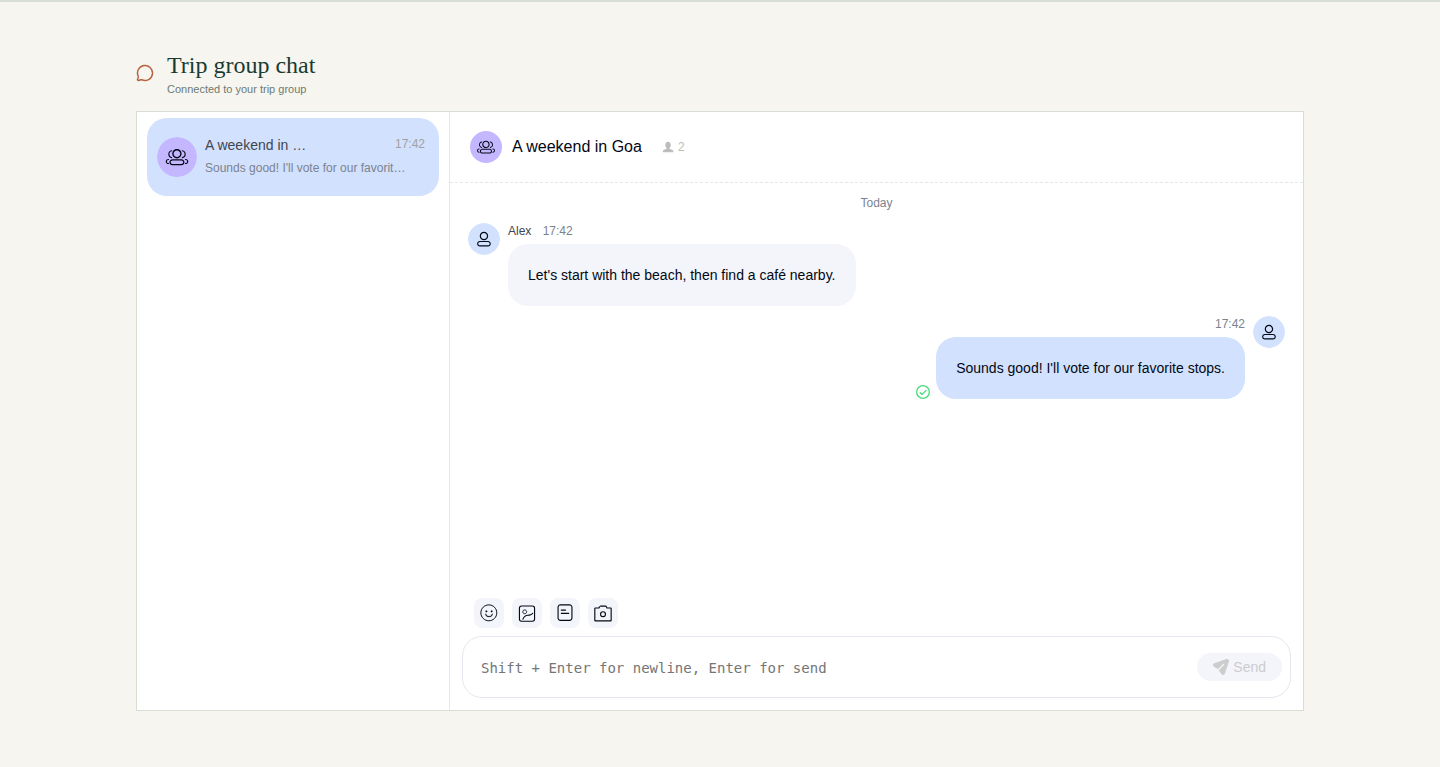 Trip group chat
Connected to your trip group
A weekend in …
17:42
Sounds good! I'll vote for our favorit…
A weekend in Goa
2
Today
Alex 17:42
Let's start with the beach, then find a café nearby.
17:42
Sounds good! I'll vote for our favorite stops.
Shift + Enter for newline, Enter for send
Send